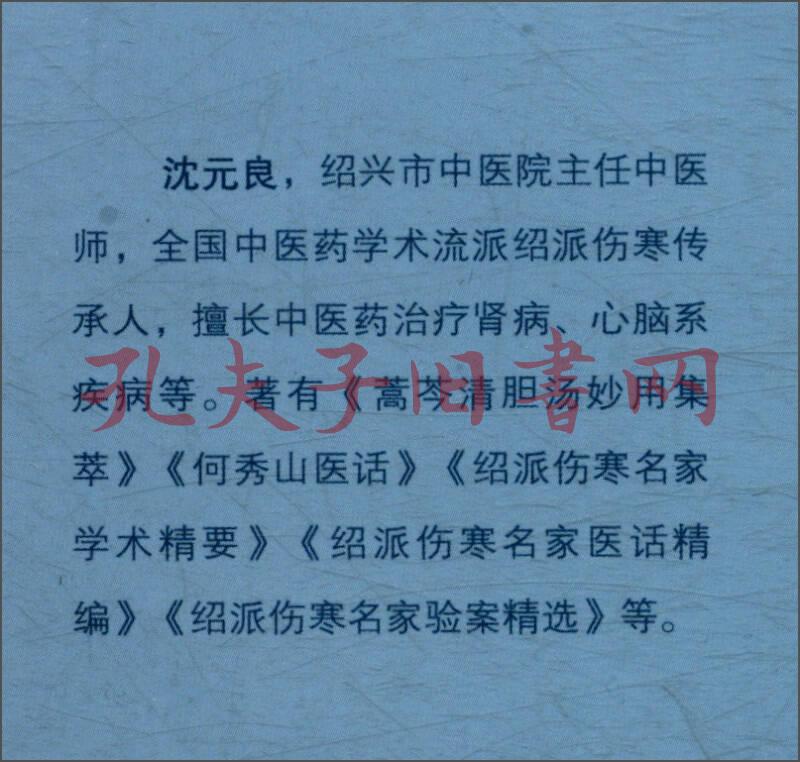 沈元良，绍兴市中医院主任中医
师，全国中医药学术流派绍派伤寒传
承人，擅长中医药治疗肾病、心脑系
疾病等。著有《蒿芩清胆汤妙用集
萃》《何秀山医话》《绍派伤寒名家
学术精要》《绍派伤寒名家医话精
编》《绍派伤寒名家验案精选》等。
孔夫子旧书网